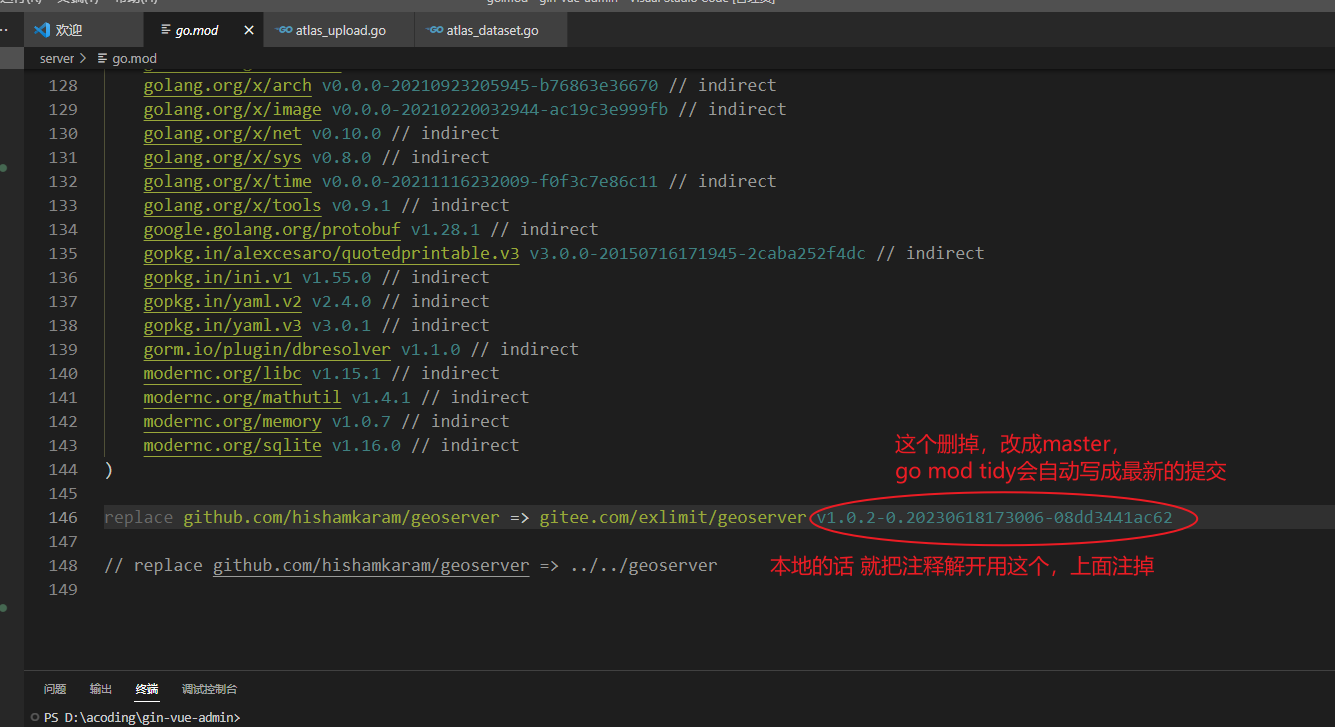 欢迎
go.mod
atlas_upload.go
atlas_dataset.go
server > go.mod
128 golang.org/x/arch v0.0.0-20210923205945-b76863e36670 // indirect
129 golang.org/x/image v0.0.0-20210220032944-ac19c3e999fb // indirect
130 golang.org/x/net v0.10.0 // indirect
131 golang.org/x/sys v0.8.0 // indirect
132 golang.org/x/time v0.0.0-20211116232009-f0f3c7e86c11 // indirect
133 golang.org/x/tools v0.9.1 // indirect
134 google.golang.org/protobuf v1.28.1 // indirect
135 gopkg.in/alexcesaro/quotedprintable.v3 v3.0.0-20150716171945-2caba252f4dc // indirect
136 gopkg.in/ini.v1 v1.55.0 // indirect
137 gopkg.in/yaml.v2 v2.4.0 // indirect
138 gopkg.in/yaml.v3 v3.0.1 // indirect
139 gorm.io/plugin/dbresolver v1.1.0 // indirect
140 modernc.org/libc v1.15.1 // indirect
141 modernc.org/mathutil v1.4.1 // indirect
142 modernc.org/memory v1.0.7 // indirect
143 modernc.org/sqlite v1.16.0 // indirect
这个删掉，改成master，
144 )
go mod tidy会自动写成最新的提交
145
146 replace github.com/hishamkaram/geoserver => gitee.com/exlimit/geoserver v1.0.2-0.20230618173006-08dd3441ac62
147
148 // replace github.com/hishamkaram/geoserver => ../../geoserver
本地的话 就把注释解开用这个，上面注掉
149
问题 输出 终端 调试控制台
PS D:\acoding\gin-vue-admin>